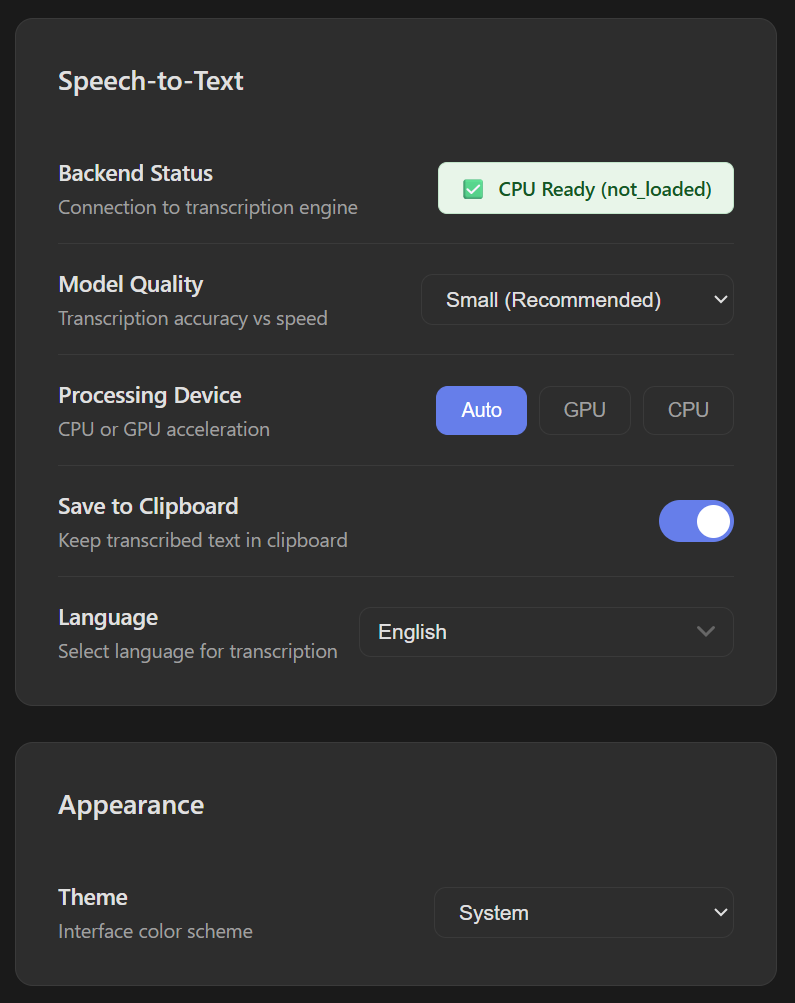 Speech-to-Text
Backend Status
Connection to transcription engine
✅ CPU Ready (not_loaded)
Model Quality
Transcription accuracy vs speed
Small (Recommended)
Processing Device
CPU or GPU acceleration
Auto
GPU
CPU
Save to Clipboard
Keep transcribed text in clipboard
Language
Select language for transcription
English
Appearance
Theme
Interface color scheme
System